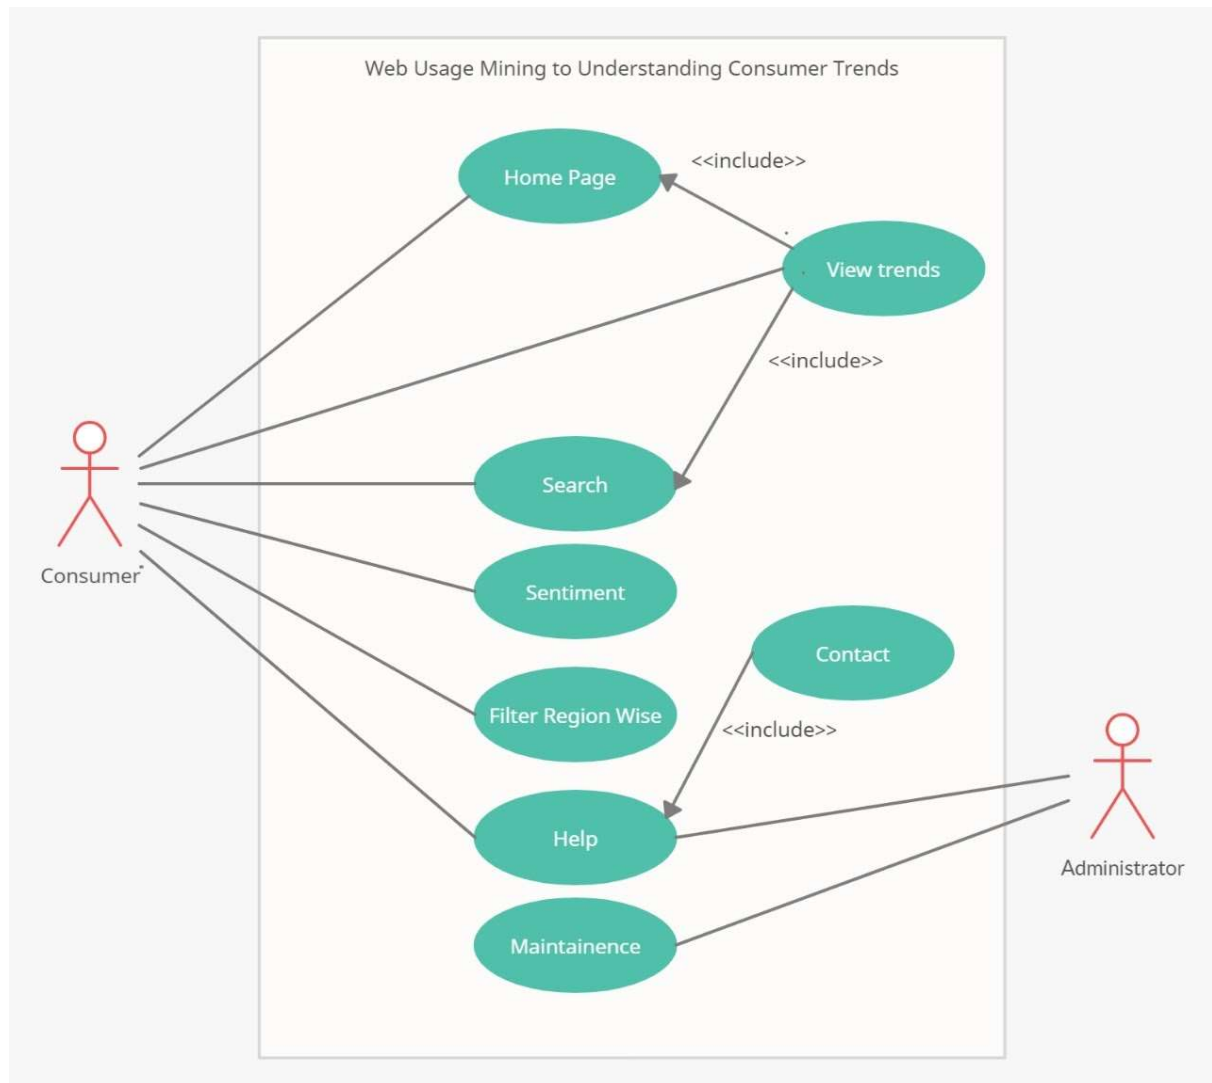 Web Usage Mining to Understanding Consumer Trends
Home Page
<<include>>
View trends
<<include>>
Search
Consumer
Sentiment
Contact
Filter Region Wise
<<include>>
Help
Administrator
Maintainence